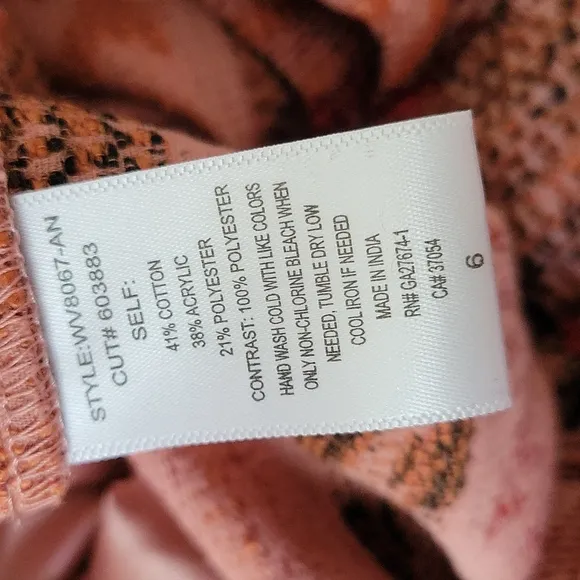 STYLE:WV8067-AN
CUT# 603883
SELF:
41% COTTON
38% ACRYLIC
21% POLYESTER
CONTRAST: 100% POLYESTER
HAND WASH COLD WITH LIKE COLORS
ONLY NON-CHLORINE BLEACH WHEN
NEEDED, TUMBLE DRY LOW
COOL IRON IF NEEDED
MADE IN INDIA
RN# GA27674-1
CA# 37054
6